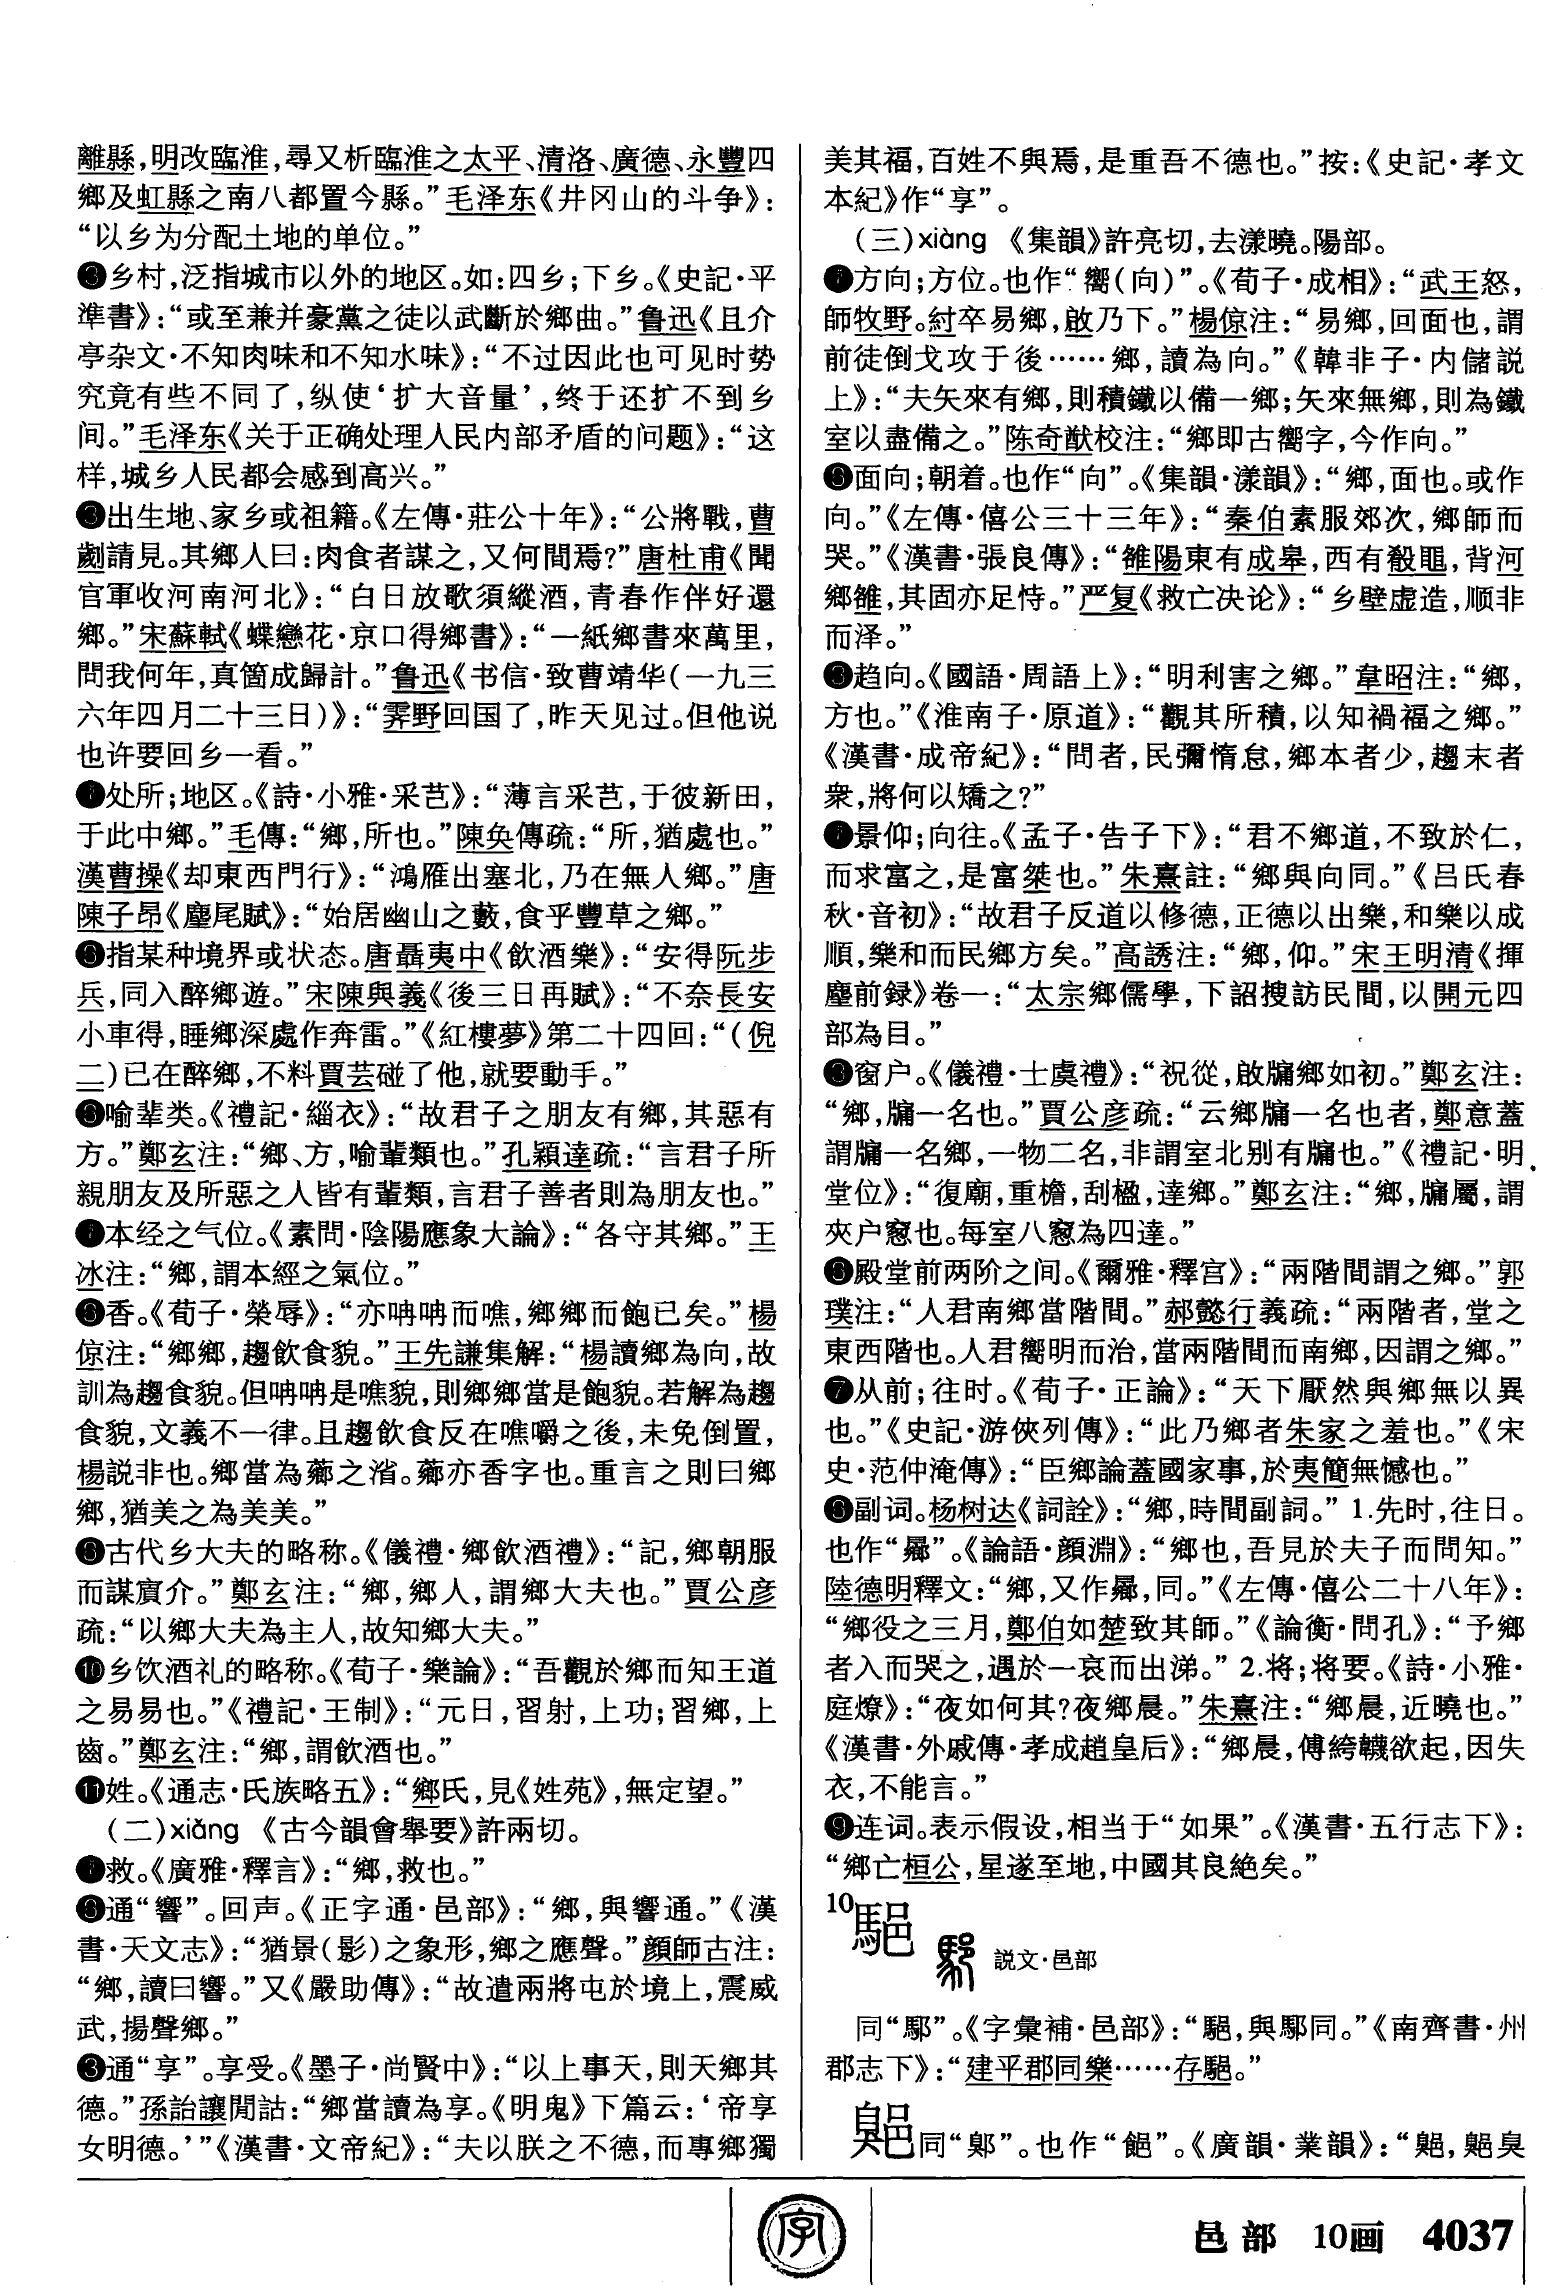 離縣,明改臨淮,尋又析臨淮之太平、清洛、廣德、永豐四
鄉及虹縣之南八都置今縣。”毛泽东《井冈山的斗争》:
“以乡为分配土地的单位。”
❸乡村,泛指城市以外的地区。如:四乡;下乡。《史記·平
準書》:“或至兼并豪黨之徒以武斷於鄉曲。”鲁迅《且介
亭杂文·不知肉味和不知水味》:“不过因此也可见时势
究竟有些不同了,纵使‘扩大音量’,终于还扩不到乡
间。”毛泽东《关于正确处理人民内部矛盾的问题》:“这
样,城乡人民都会感到高兴。”
❸出生地、家乡或祖籍。《左傳·莊公十年》:“公將戰,曹
劌請見。其鄉人曰:肉食者謀之,又何間焉?”唐杜甫《聞
官軍收河南河北》:“白日放歌須縱酒,青春作伴好還
鄉。”宋蘇軾《蝶戀花·京口得鄉書》:“一紙鄉書來萬里,
問我何年,真箇成歸計。”鲁迅《书信·致曹靖华(一九三
六年四月二十三日)》:“霁野回国了,昨天见过。但他说
也许要回乡一看。”
处所;地区。《詩·小雅·采芑》:“薄言采芑,于彼新田,
于此中鄉。”毛傳:“鄉,所也。”陳奂傳疏:“所,猶處也。”
漢曹操《却東西門行》:“鴻雁出塞北,乃在無人鄉。”唐
陳子昂《麈尾賦》:“始居幽山之藪,食乎豐草之鄉。”
指某种境界或状态。唐聶夷中《飲酒樂》:“安得阮步
兵,同入醉鄉遊。”宋陳與義《後三日再賦》:“不奈長安
小車得,睡鄉深處作奔雷。”《紅樓夢》第二十四回:“(倪
二)已在醉鄉,不料賈芸碰了他,就要動手。”
喻辈类。《禮記·緇衣》:“故君子之朋友有鄉,其惡有
方。”鄭玄注:“鄉、方,喻輩類也。”孔穎達疏:“言君子所
親朋友及所惡之人皆有輩類,言君子善者則為朋友也。”
本经之气位。《素問·陰陽應象大論》:“各守其鄉。”王
冰注:“鄉,謂本經之氣位。”
香。《荀子·榮辱》:“亦呥呥而噍,鄉鄉而飽已矣。”楊
倞注:“鄉鄉,趨飲食貌。”王先謙集解:“楊讀鄉為向,故
訓為趨食貌。但呥呥是噍貌,則鄉鄉當是飽貌。若解為趨
食貌,文義不一律。且趨飲食反在噍嚼之後,未免倒置,
楊説非也。鄉當為薌之渻。薌亦香字也。重言之則曰鄉
鄉,猶美之為美美。”
古代乡大夫的略称。《儀禮·鄉飲酒禮》:“記,鄉朝服
而謀賓介。”鄭玄注:“鄉,鄉人,謂鄉大夫也。”賈公彦
疏:“以鄉大夫為主人,故知鄉大夫。”
❿乡饮酒礼的略称。《荀子·樂論》:“吾觀於鄉而知王道
之易易也。”《禮記·王制》:“元日,習射,上功;習鄉,上
齒。”鄭玄注:“鄉,謂飲酒也。”
⓫姓。《通志·氏族略五》:“鄉氏,見《姓苑》,無定望。”
(二)xiǎng 《古今韻會舉要》許兩切。
救。《廣雅·釋言》:“鄉,救也。”
通“響”。回声。《正字通·邑部》:“鄉,與響通。”《漢
書·天文志》:“猶景(影)之象形,鄉之應聲。”顔師古注:
“鄉,讀曰響。”又《嚴助傳》:“故遣兩將屯於境上,震威
武,揚聲鄉。”
❸通“享”。享受。《墨子·尚賢中》:“以上事天,則天鄉其
德。”孫詒讓閒詁:“鄉當讀為享。《明鬼》下篇云:‘帝享
女明德。’”《漢書·文帝紀》:“夫以朕之不德,而專鄉獨
美其福,百姓不與焉,是重吾不德也。”按:《史記·孝文
本紀》作“享”。
(三)xiàng 《集韻》許亮切,去漾曉。陽部。
方向;方位。也作“嚮(向)”。《荀子·成相》:“武王怒,
師牧野。紂卒易鄉,啟乃下。”楊倞注:“易鄉,回面也,謂
前徒倒戈攻于後……鄉,讀為向。”《韓非子·内儲説
上》:“夫矢來有鄉,則積鐵以備一鄉;矢來無鄉,則為鐵
室以盡備之。”陈奇猷校注:“鄉即古嚮字,今作向。”
面向;朝着。也作“向”。《集韻·漾韻》:“鄉,面也。或作
向。”《左傳·僖公三十三年》:“秦伯素服郊次,鄉師而
哭。”《漢書·張良傳》:“雒陽東有成皋,西有殽黽,背河
鄉雒,其固亦足恃。”严复《救亡决论》:“乡壁虚造,顺非
而泽。”
❸趋向。《國語·周語上》:“明利害之鄉。”韋昭注:“鄉,
方也。”《淮南子·原道》:“觀其所積,以知禍福之鄉。”
《漢書·成帝紀》:“間者,民彌惰怠,鄉本者少,趨末者
衆,將何以矯之?”
景仰;向往。《孟子·告子下》:“君不鄉道,不致於仁,
而求富之,是富桀也。”朱熹註:“鄉與向同。”《吕氏春
秋·音初》:“故君子反道以修德,正德以出樂,和樂以成
順,樂和而民鄉方矣。”高誘注:“鄉,仰。”宋王明清《揮
麈前録》卷一:“太宗鄉儒學,下詔搜訪民間,以開元四
部為目。”
窗户。《儀禮·士虞禮》:“祝從,啟牖鄉如初。”鄭玄注:
“鄉,牖一名也。”賈公彦疏:“云鄉牖一名也者,鄭意蓋
謂牖一名鄉,一物二名,非謂室北别有牖也。”《禮記·明
堂位》:“復廟,重檐,刮楹,達鄉。”鄭玄注:“鄉,牖屬,謂
夾户窻也。每室八窻為四達。”
殿堂前两阶之间。《爾雅·釋宫》:“兩階間謂之鄉。”郭
璞注:“人君南鄉當階間。”郝懿行義疏:“兩階者,堂之
東西階也。人君嚮明而治,當兩階間而南鄉,因謂之鄉。”
❼从前;往时。《荀子·正論》:“天下厭然與鄉無以異
也。”《史記·游俠列傳》:“此乃鄉者朱家之羞也。”《宋
史·范仲淹傳》:“臣鄉論蓋國家事,於夷簡無憾也。”
副词。杨树达《詞詮》:“鄉,時間副詞。” 1.先时,往日。
也作“曏”。《論語·顔淵》:“鄉也,吾見於夫子而問知。”
陸德明釋文:“鄉,又作曏,同。”《左傳·僖公二十八年》:
“鄉役之三月,鄭伯如楚致其師。”《論衡·問孔》:“予鄉
者入而哭之,遇於一哀而出涕。” 2.将;将要。《詩·小雅·
庭燎》:“夜如何其?夜鄉晨。”朱熹注:“鄉晨,近曉也。”
《漢書·外戚傳·孝成趙皇后》:“鄉晨,傅絝韤欲起,因失
衣,不能言。”
❾连词。表示假设,相当于“如果”。《漢書·五行志下》:
“鄉亡桓公,星遂至地,中國其良絶矣。”
10
説文·邑部
同“鄏”。《字彙補·邑部》:《南齊書·州
郡志下》:“建平郡同樂……存
同“鄓”。也作《廣韻·業韻》:臭
字
邑部 10画 4037